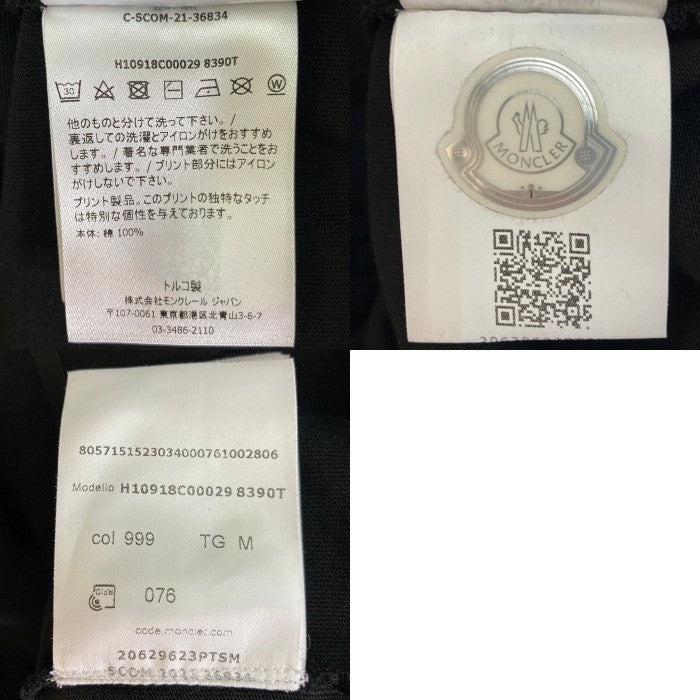 C-SCOM-21-36834
H10918C00029 8390T
30
W
他のものと分けて洗って下さい。/
裏返しての洗濯とアイロンがけをおすすめ
します。/ 著名な専門業者で洗うことをお
すすめします。/ プリント部分にはアイロン
がけしないで下さい。
プリント製品。このプリントの独特なタッチ
は特別な個性を与えております。
本体: 綿 100%
トルコ製
株式会社モンクレール ジャパン
〒107-0061 東京都港区北青山3-6-7
03-3486-2110
MONCLER
20629623PTSM
8057151523034000761002806
Modello H10918C00029 8390T
col 999
TG M
RFID
076
code.moncler.com
20629623PTSM
SCOM 2021 36834